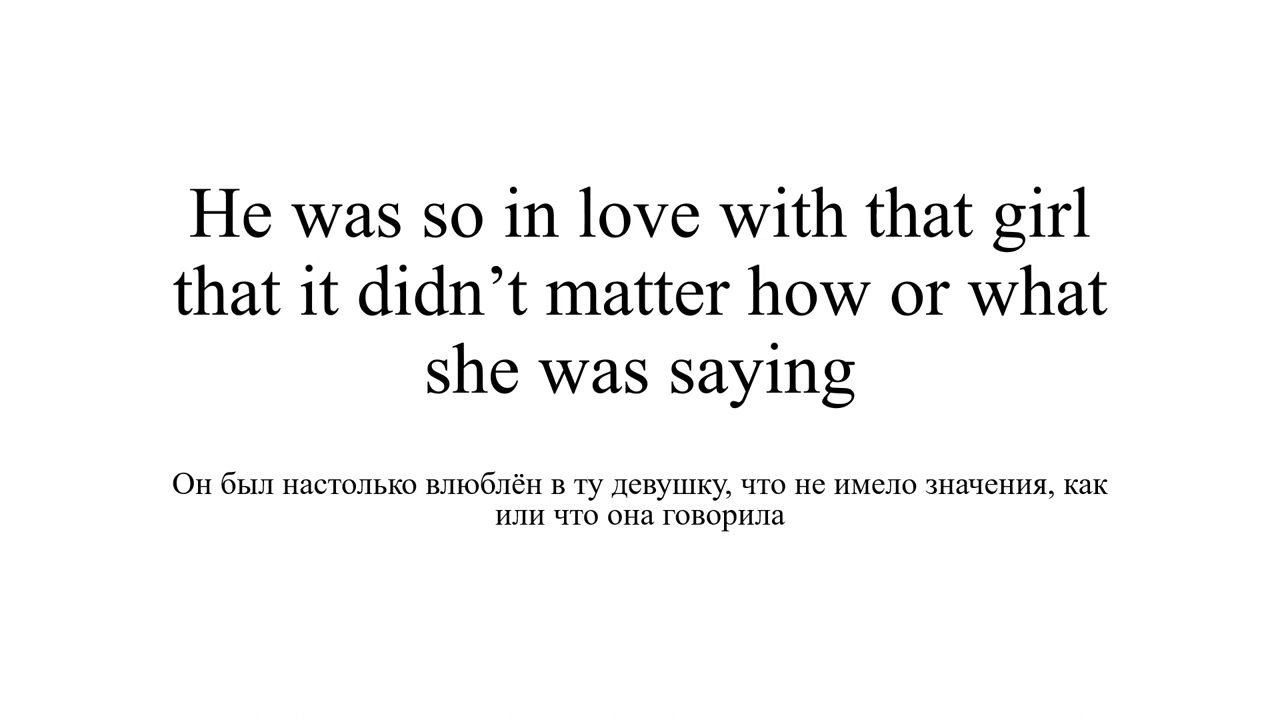 He was so in love with that girl
that it didn’t matter how or what
she was saying
Он был настолько влюблён в ту девушку, что не имело значения, как
или что она говорила